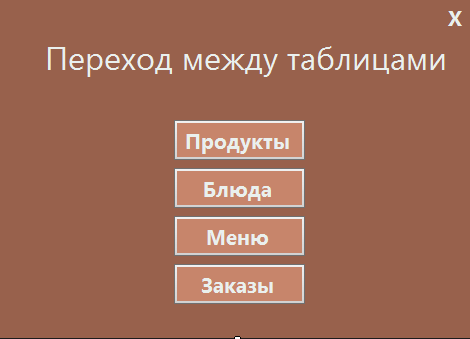 X
Переход между таблицами
Продукты
Блюда
Меню
Заказы